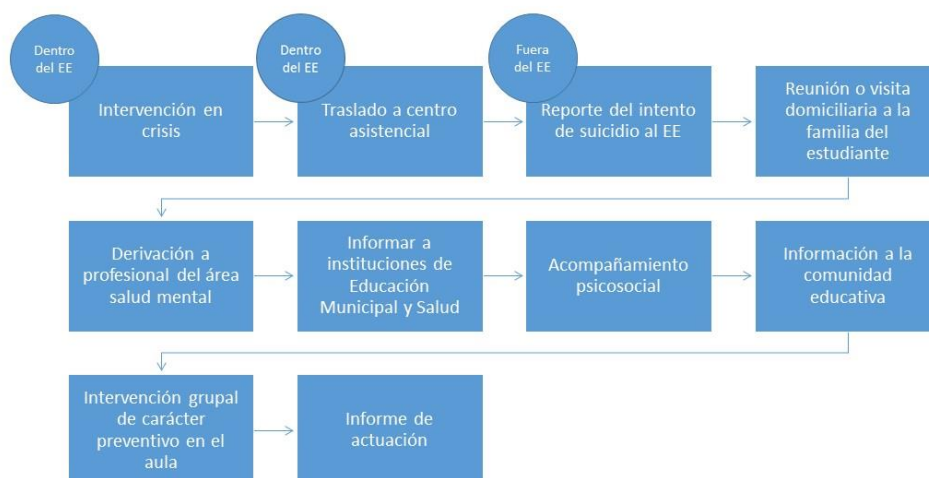 Dentro
del EE
Intervención en
crisis
Dentro
del EE
Traslado a centro
asistencial
Fuera
del EE
Reporte del intento
de suicidio al EE
Reunión o visita
domiciliaria a la
familia del
estudiante
Derivación a
profesional del área
salud mental
Informar a
instituciones de
Educación
Municipal y Salud
Acompañamiento
psicosocial
Información a la
comunidad
educativa
Intervención grupal
de carácter
preventivo en el
aula
Informe de
actuación